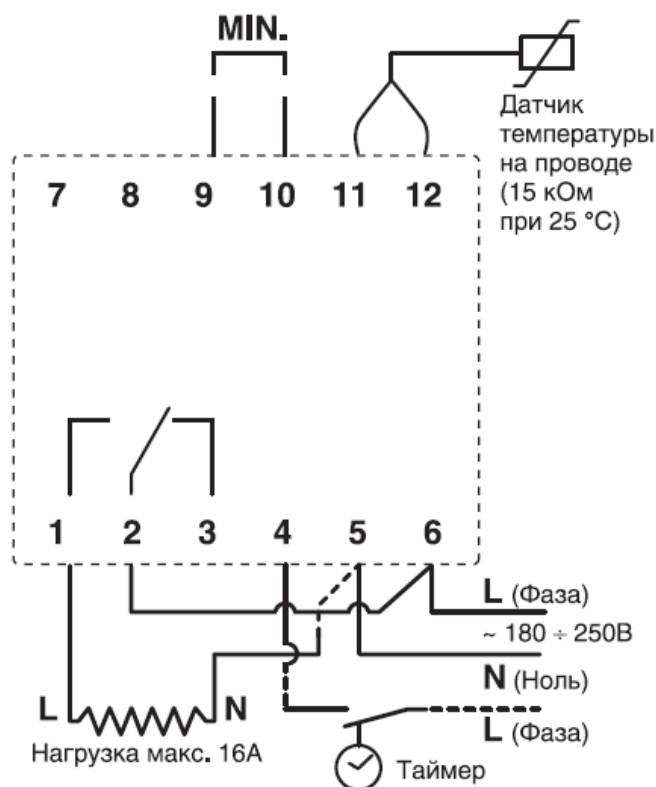 MIN.
Датчик
температуры
на проводе
(15 кОм
при 25 °C)
7 8 9 10 11 12
1 2 3 4 5 6
L (Фаза)
~ 180 ÷ 250В
N (Ноль)
L N
L (Фаза)
Нагрузка макс. 16А
Таймер